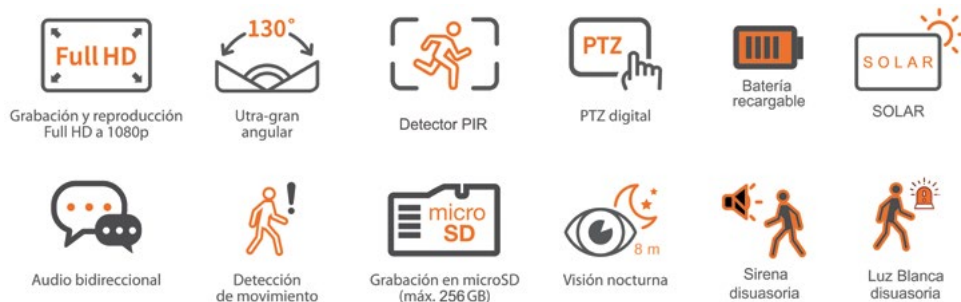 Full HD
130°
PTZ
SOLAR
Grabación y reproducción
Full HD a 1080p
Utra-gran
angular
Detector PIR
PTZ digital
Batería
recargable
SOLAR
micro
SD
8 m
Audio bidireccional
Detección
de movimiento
Grabación en microSD
(máx. 256 GB)
Visión nocturna
Sirena
disuasoria
Luz Blanca
disuasoria